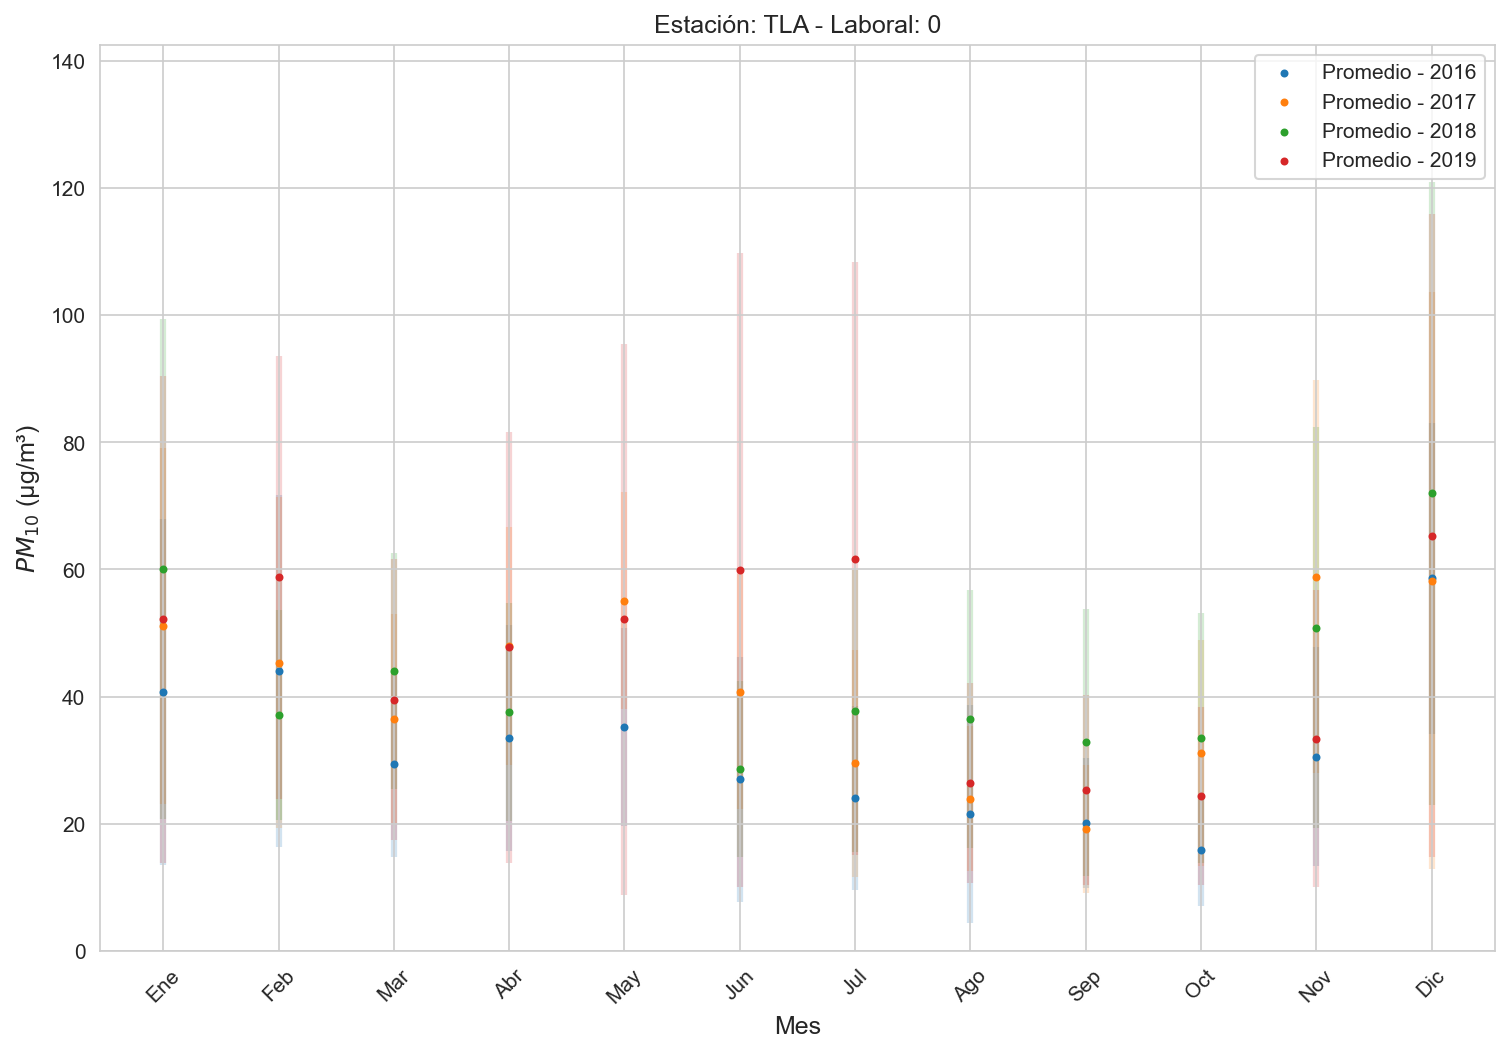 Estación: TLA - Laboral: 0
Promedio - 2016
Promedio - 2017
Promedio - 2018
Promedio - 2019
140
120
100
80
60
40
20
0
PM₁₀ (µg/m³)
Ene
Feb
Mar
Abr
May
Jun
Jul
Ago
Sep
Oct
Nov
Dic
Mes